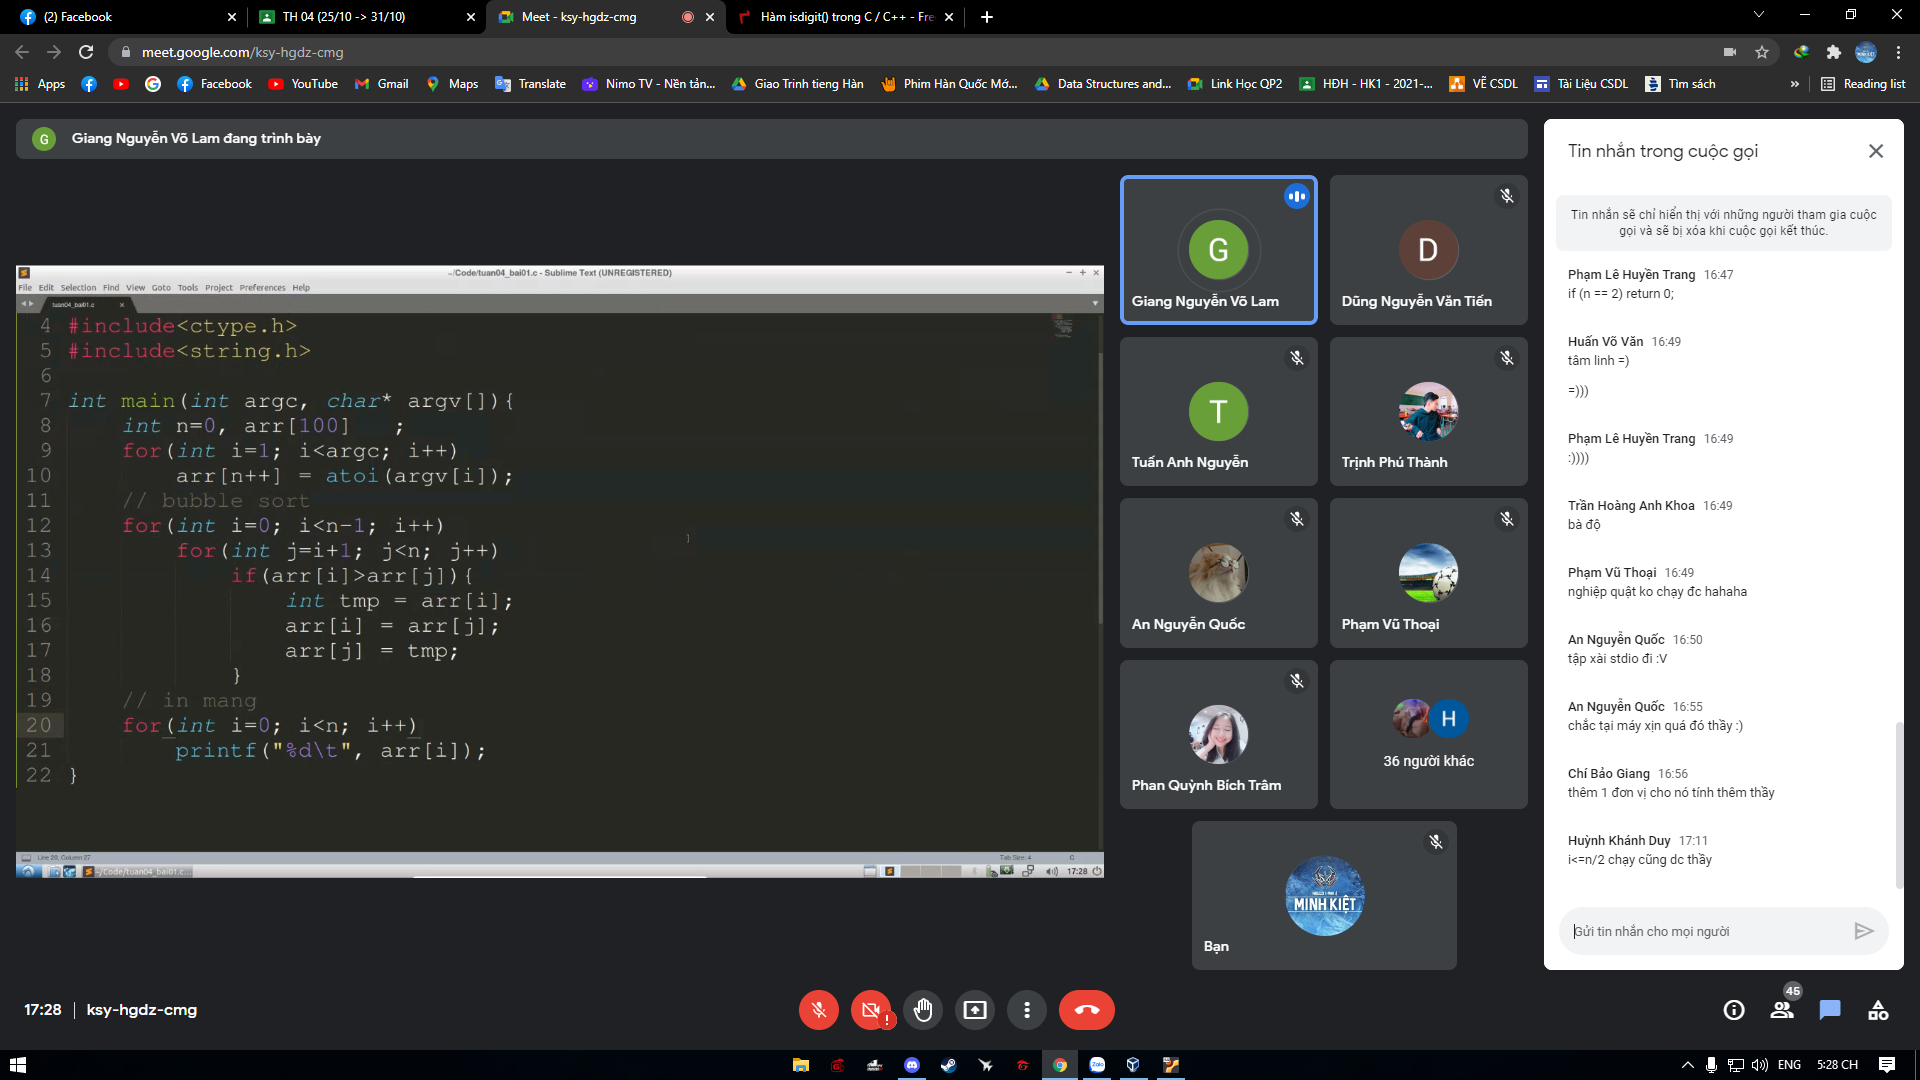 (2) Facebook
TH 04 (25/10 -> 31/10)
Meet - ksy-hgdz-cmg
Hàm isdigit() trong C / C++ - Fre
meet.google.com/ksy-hgdz-cmg
Apps
Facebook
YouTube
Gmail
Maps
Translate
Nimo TV - Nền tản...
Giao Trinh tieng Hàn
Phim Hàn Quốc Mớ...
Data Structures and...
Link Học QP2
HĐH - HK1 - 2021-...
VẼ CSDL
Tài Liệu CSDL
Tìm sách
»
Reading list
G
Giang Nguyễn Võ Lam đang trình bày
~/Code/tuan04_bai01.c - Sublime Text (UNREGISTERED)
File Edit Selection Find View Goto Tools Project Preferences Help
tuan04_bai01.c
4 #include<ctype.h>
5 #include<string.h>
6
7 int main(int argc, char* argv[]){
8 int n=0, arr[100] ;
9 for(int i=1; i<argc; i++)
10 arr[n++] = atoi(argv[i]);
11 // bubble sort
12 for(int i=0; i<n-1; i++)
13 for(int j=i+1; j<n; j++)
14 if(arr[i]>arr[j]){
15 int tmp = arr[i];
16 arr[i] = arr[j];
17 arr[j] = tmp;
18 }
19 // in mang
20 for(int i=0; i<n; i++)
21 printf("%d\t", arr[i]);
22 }
Line 20, Column 27
Tab Size: 4
C
~/Code/tuan04_bai01.c...
17:28
G
Giang Nguyễn Võ Lam
D
Dũng Nguyễn Văn Tiến
T
Tuấn Anh Nguyễn
Trịnh Phú Thành
An Nguyễn Quốc
Phạm Vũ Thoại
Phan Quỳnh Bích Trâm
H
36 người khác
MINH KIỆT
Bạn
Tin nhắn trong cuộc gọi
Tin nhắn sẽ chỉ hiển thị với những người tham gia cuộc
gọi và sẽ bị xóa khi cuộc gọi kết thúc.
Phạm Lê Huyền Trang 16:47
if (n == 2) return 0;
Huấn Võ Văn 16:49
tâm linh =)
=)))
Phạm Lê Huyền Trang 16:49
:))))
Trần Hoàng Anh Khoa 16:49
bà độ
Phạm Vũ Thoại 16:49
nghiệp quật ko chạy đc hahaha
An Nguyễn Quốc 16:50
tập xài stdio đi :V
An Nguyễn Quốc 16:55
chắc tại máy xịn quá đó thầy :)
Chí Bảo Giang 16:56
thêm 1 đơn vị cho nó tính thêm thầy
Huỳnh Khánh Duy 17:11
i<=n/2 chạy cũng dc thầy
Gửi tin nhắn cho mọi người
17:28 | ksy-hgdz-cmg
45
Zalo
ENG
5:28 CH